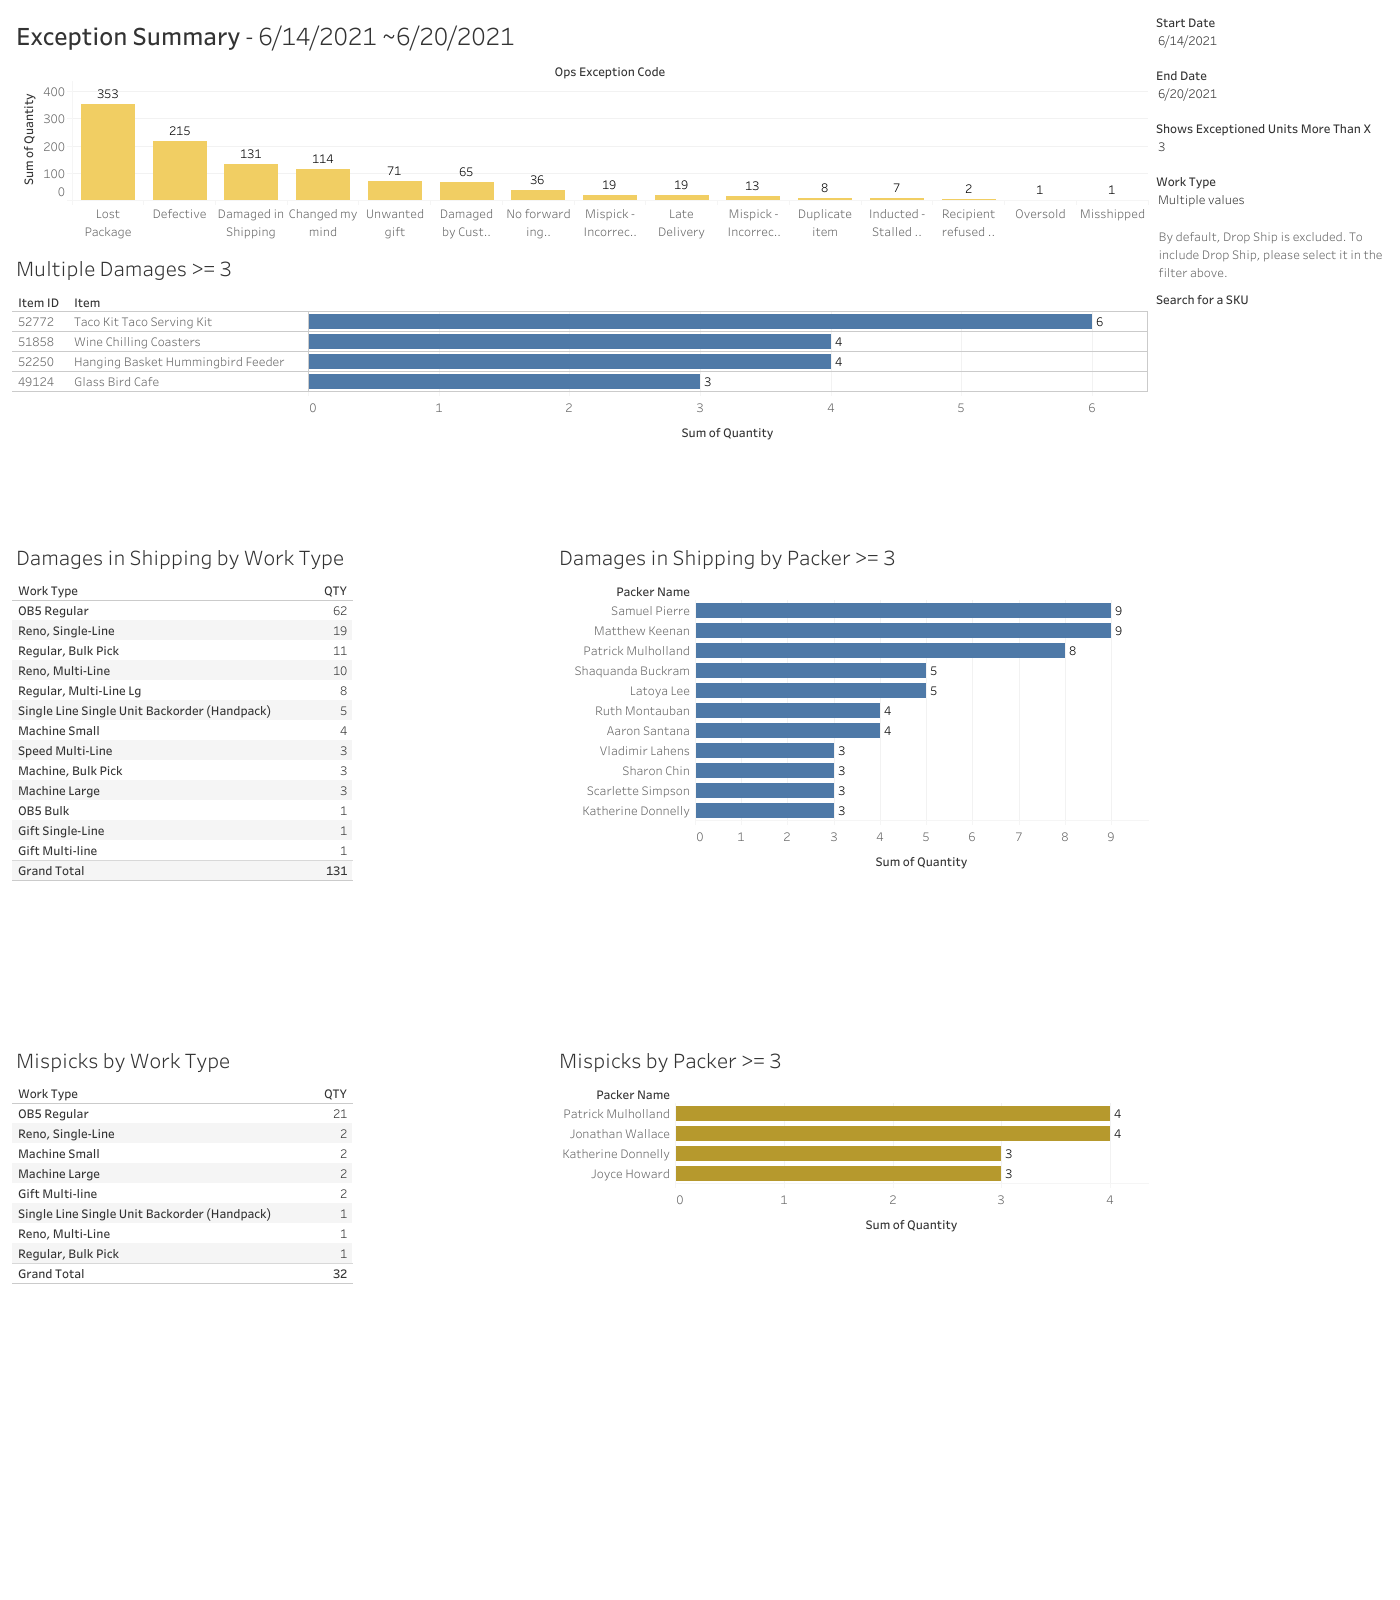 Exception Summary - 6/14/2021 ~6/20/2021
Ops Exception Code
Sum of Quantity
400
300
200
100
0
353
215
131
114
71
65
36
19
19
13
8
7
2
1
1
Lost Package
Defective
Damaged in Shipping
Changed my mind
Unwanted gift
Damaged by Cust..
No forward ing..
Mispick - Incorrec..
Late Delivery
Mispick - Incorrec..
Duplicate item
Inducted - Stalled ..
Recipient refused ..
Oversold
Misshipped
Start Date
6/14/2021
End Date
6/20/2021
Shows Exceptioned Units More Than X
3
Work Type
Multiple values
By default, Drop Ship is excluded. To
include Drop Ship, please select it in the
filter above.
Search for a SKU
Multiple Damages >= 3
Item ID Item
52772 Taco Kit Taco Serving Kit 6
51858 Wine Chilling Coasters 4
52250 Hanging Basket Hummingbird Feeder 4
49124 Glass Bird Cafe 3
0 1 2 3 4 5 6
Sum of Quantity
Damages in Shipping by Work Type
Work Type QTY
OB5 Regular 62
Reno, Single-Line 19
Regular, Bulk Pick 11
Reno, Multi-Line 10
Regular, Multi-Line Lg 8
Single Line Single Unit Backorder (Handpack) 5
Machine Small 4
Speed Multi-Line 3
Machine, Bulk Pick 3
Machine Large 3
OB5 Bulk 1
Gift Single-Line 1
Gift Multi-line 1
Grand Total 131
Damages in Shipping by Packer >= 3
Packer Name
Samuel Pierre 9
Matthew Keenan 9
Patrick Mulholland 8
Shaquanda Buckram 5
Latoya Lee 5
Ruth Montauban 4
Aaron Santana 4
Vladimir Lahens 3
Sharon Chin 3
Scarlette Simpson 3
Katherine Donnelly 3
0 1 2 3 4 5 6 7 8 9
Sum of Quantity
Mispicks by Work Type
Work Type QTY
OB5 Regular 21
Reno, Single-Line 2
Machine Small 2
Machine Large 2
Gift Multi-line 2
Single Line Single Unit Backorder (Handpack) 1
Reno, Multi-Line 1
Regular, Bulk Pick 1
Grand Total 32
Mispicks by Packer >= 3
Packer Name
Patrick Mulholland 4
Jonathan Wallace 4
Katherine Donnelly 3
Joyce Howard 3
0 1 2 3 4
Sum of Quantity